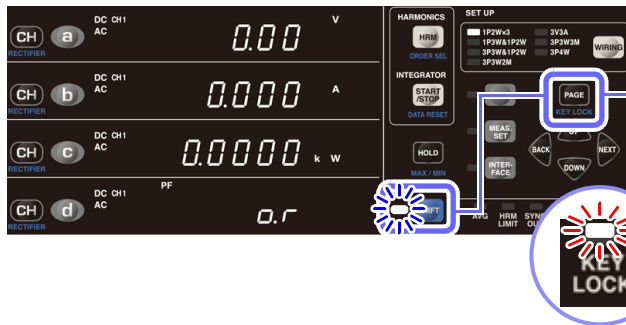 DC CH1
AC
V
CH a
RECTIFIER
0.00
DC CH1
AC
A
CH b
RECTIFIER
0.000
DC CH1
AC
CH c
RECTIFIER
0.0000 k W
DC CH1
AC
PF
CH d
RECTIFIER
o.r
HARMONICS
HRM
ORDER SEL
INTEGRATOR
START
/STOP
DATA RESET
HOLD
MAX / MIN
SET UP
1P2W×3 3V3A
1P3W&1P2W 3P3W3M
3P3W&1P2W 3P4W
3P3W2M
WIRING
PAGE
KEY LOCK
MEAS.
SET
UP
BACK
NEXT
INTER-
FACE
DOWN
AVG
HRM
LIMIT
KEY
LOCK